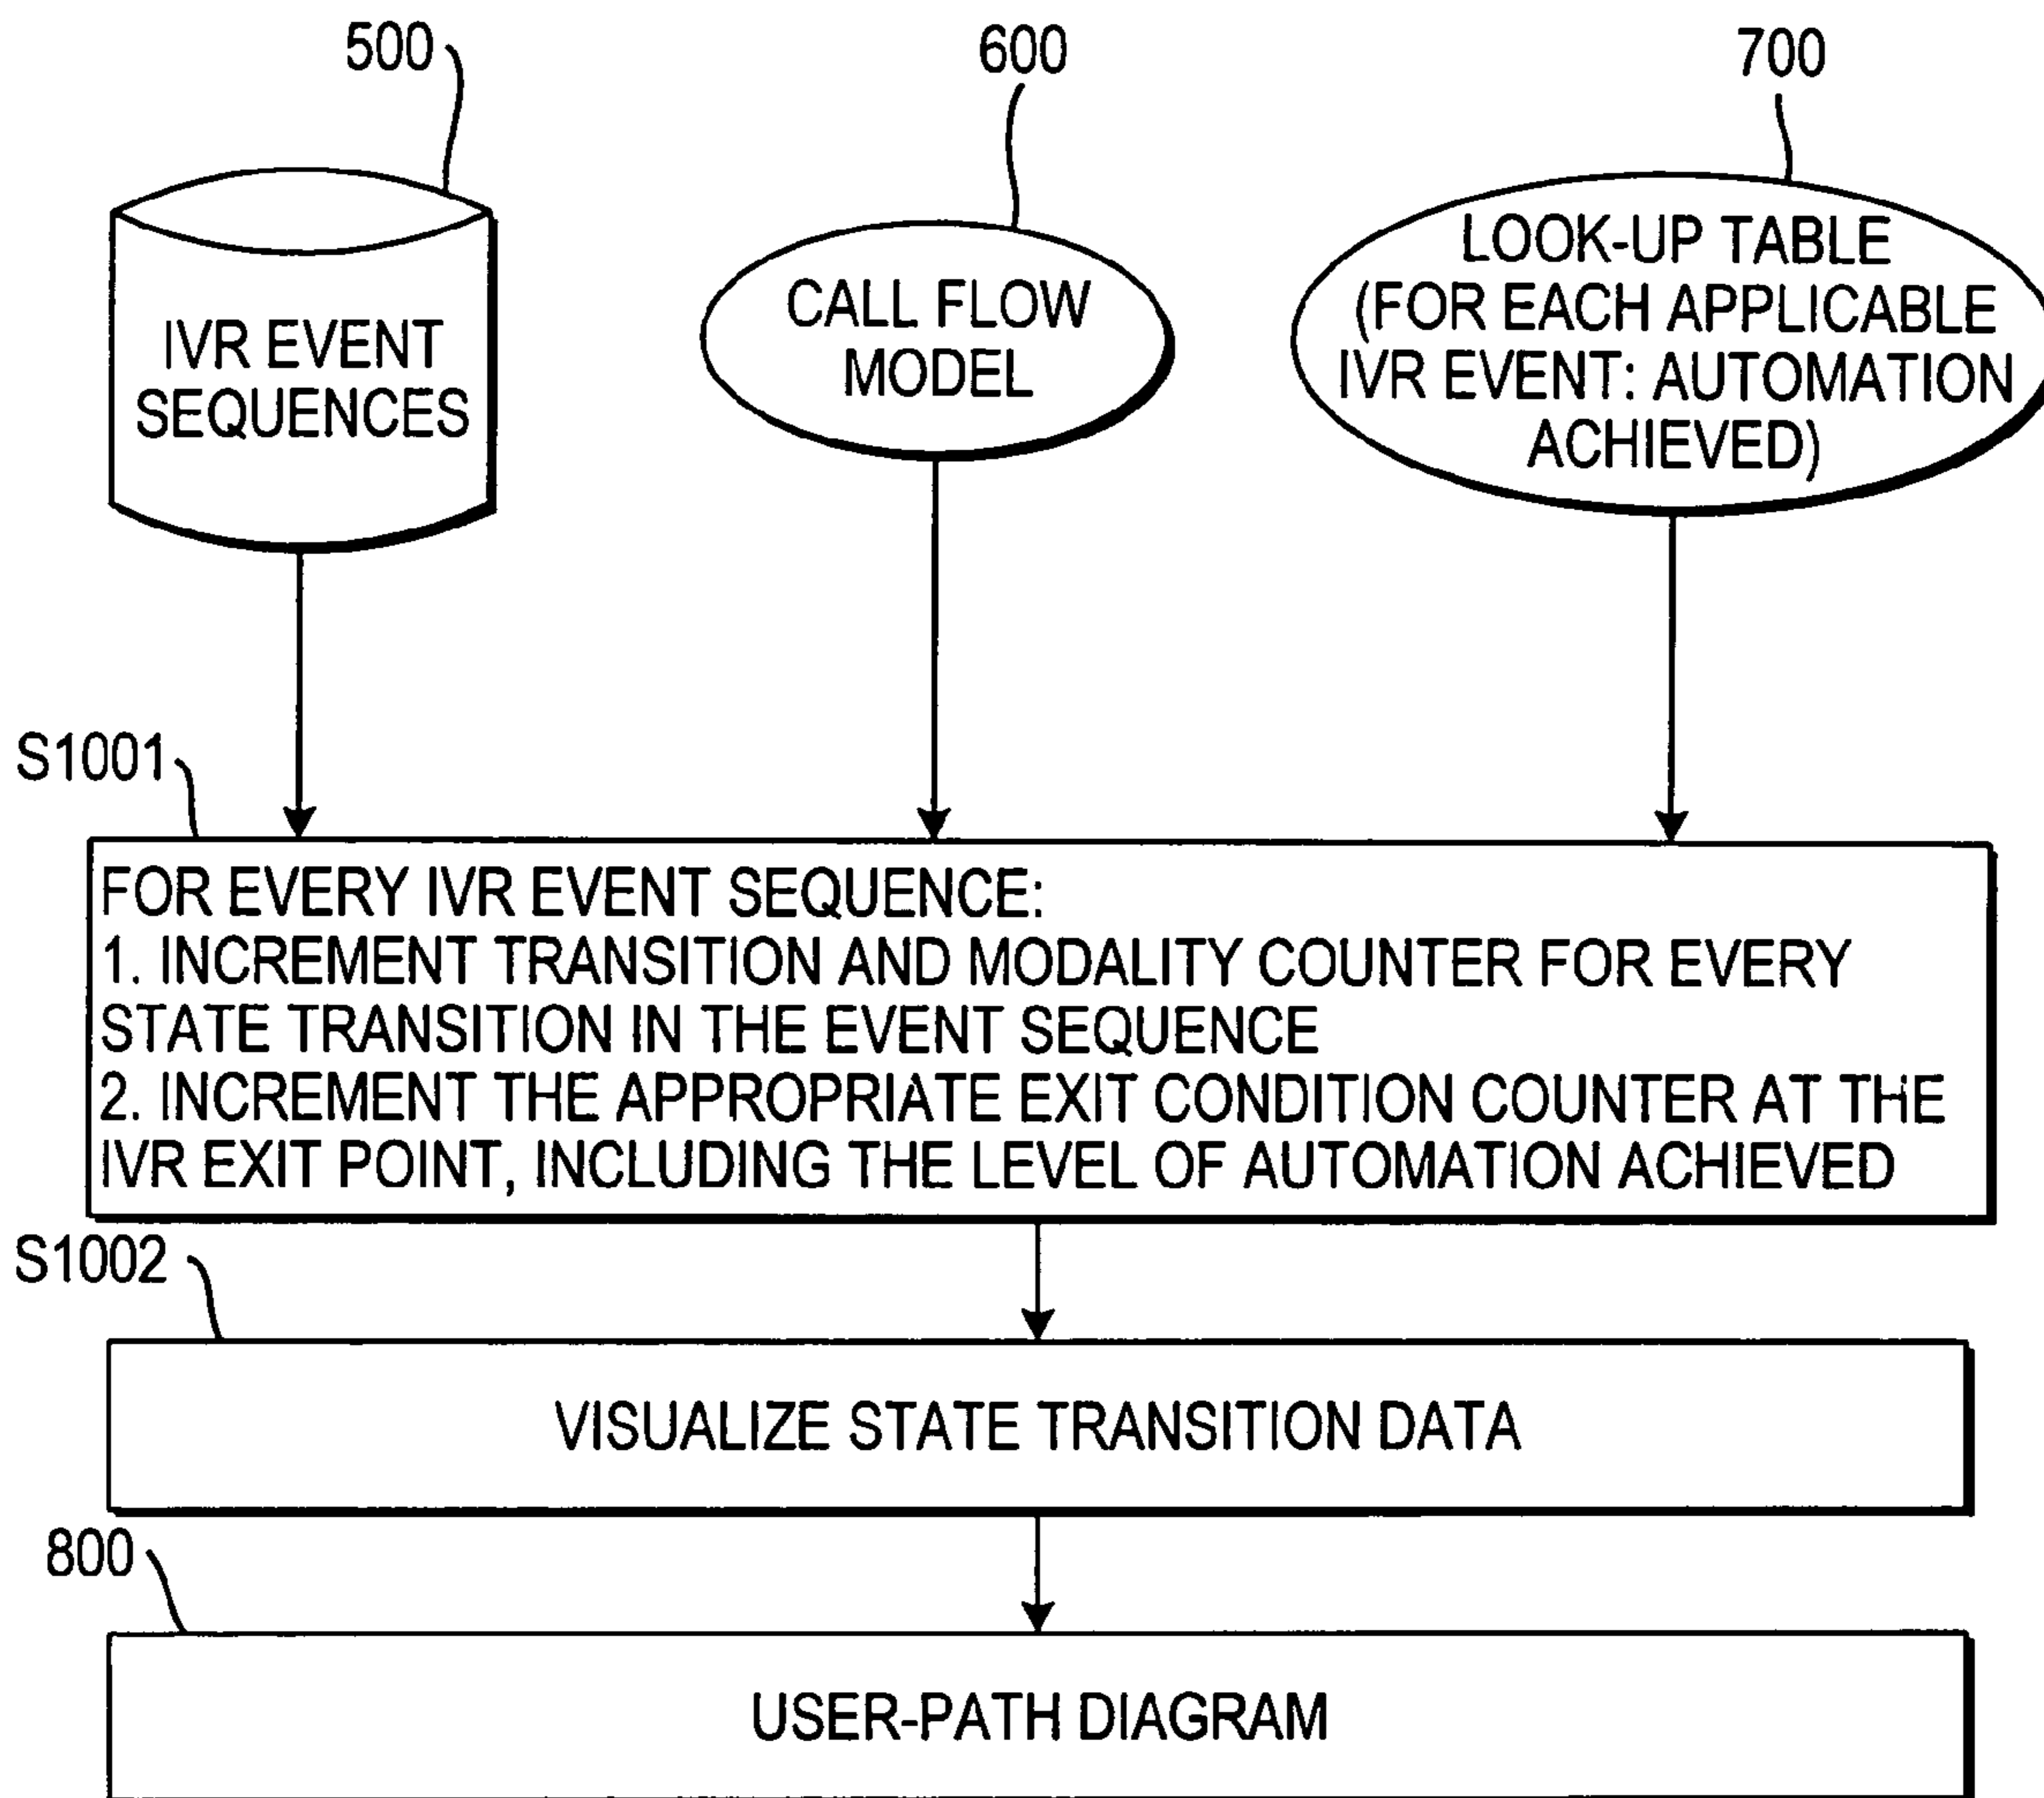 500
600
700
IVR EVENT
SEQUENCES
CALL FLOW
MODEL
LOOK-UP TABLE
(FOR EACH APPLICABLE
IVR EVENT: AUTOMATION
ACHIEVED)
S1001
FOR EVERY IVR EVENT SEQUENCE:
1. INCREMENT TRANSITION AND MODALITY COUNTER FOR EVERY
STATE TRANSITION IN THE EVENT SEQUENCE
2. INCREMENT THE APPROPRIATE EXIT CONDITION COUNTER AT THE
IVR EXIT POINT, INCLUDING THE LEVEL OF AUTOMATION ACHIEVED
S1002
VISUALIZE STATE TRANSITION DATA
800
USER-PATH DIAGRAM